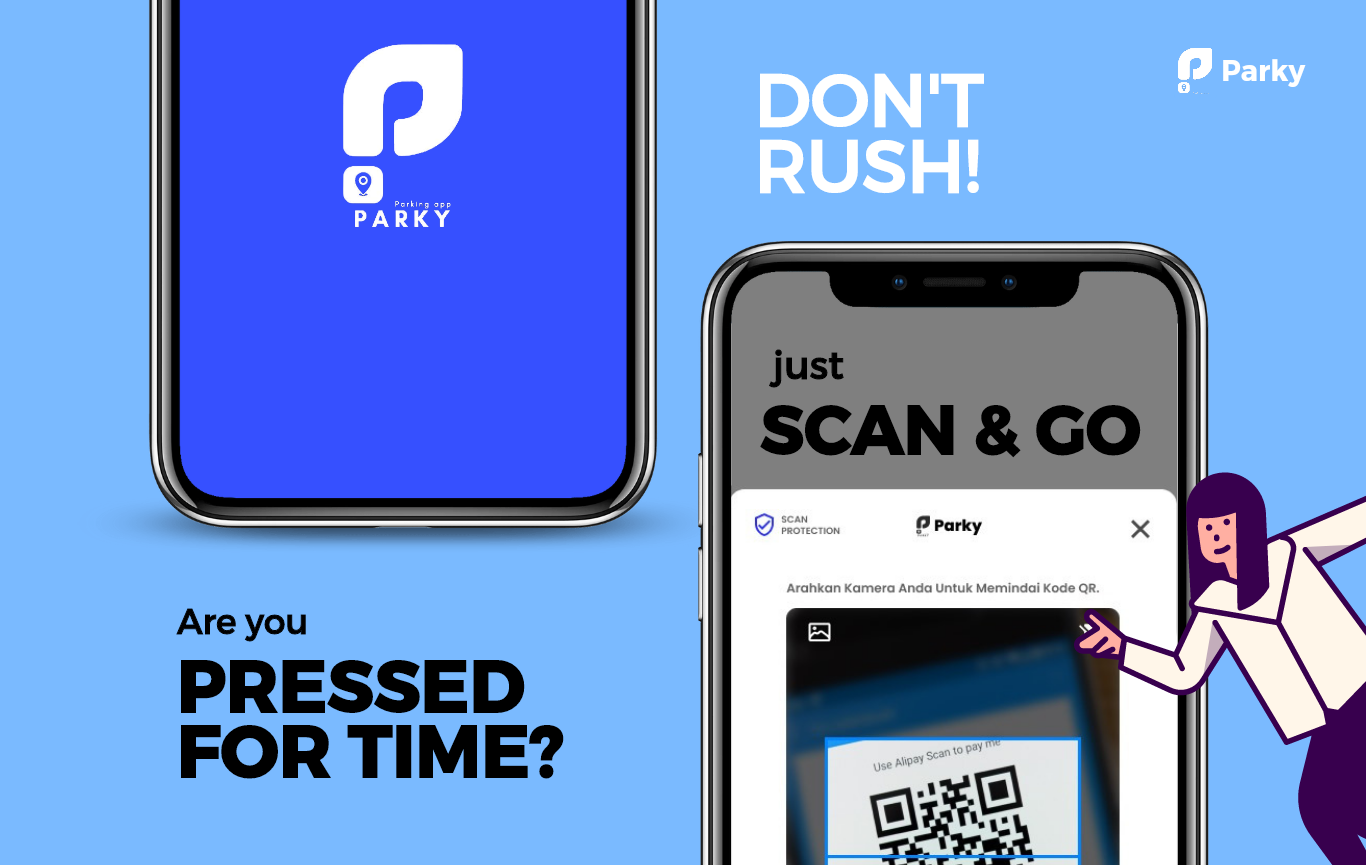 Parking app
PARKY
Are you
PRESSED
FOR TIME?
DON'T
RUSH!
Parky
just
SCAN & GO
SCAN
PROTECTION
Parky
Arahkan Kamera Anda Untuk Memindai Kode QR.
Use Alipay Scan to pay me